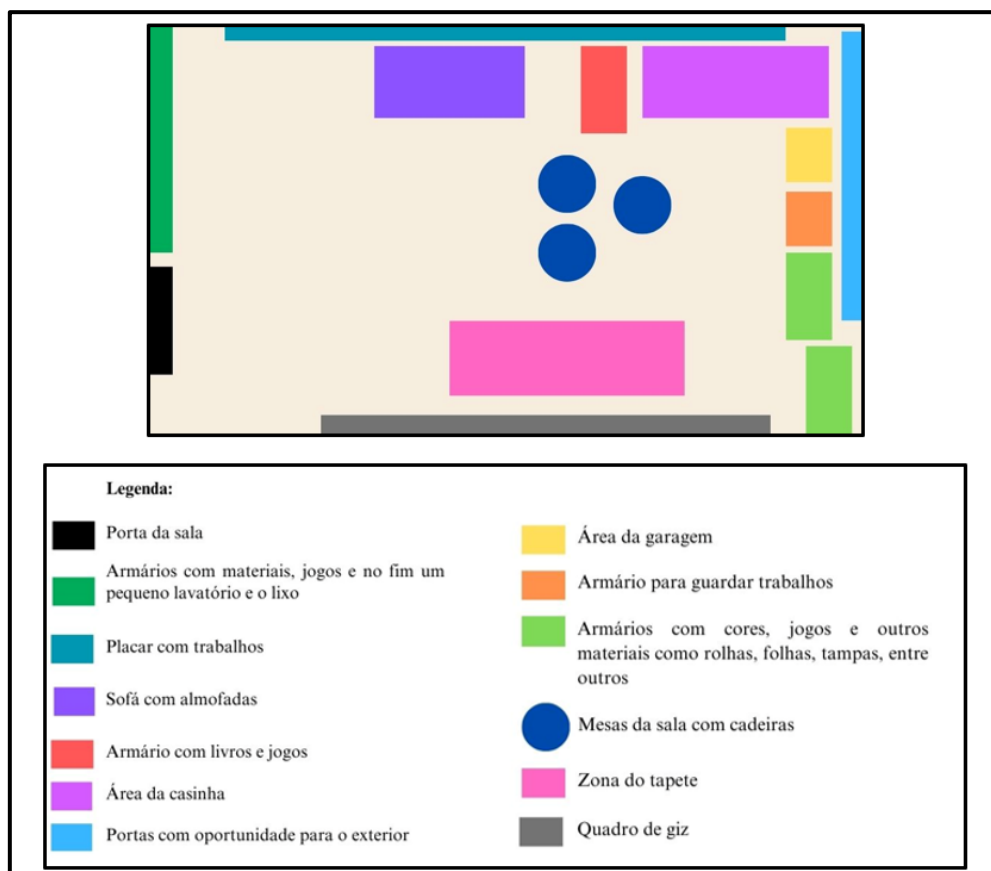 Legenda:
Porta da sala
Armários com materiais, jogos e no fim um
pequeno lavatório e o lixo
Placar com trabalhos
Sofá com almofadas
Armário com livros e jogos
Área da casinha
Portas com oportunidade para o exterior
Área da garagem
Armário para guardar trabalhos
Armários com cores, jogos e outros
materiais como rolhas, folhas, tampas, entre
outros
Mesas da sala com cadeiras
Zona do tapete
Quadro de giz